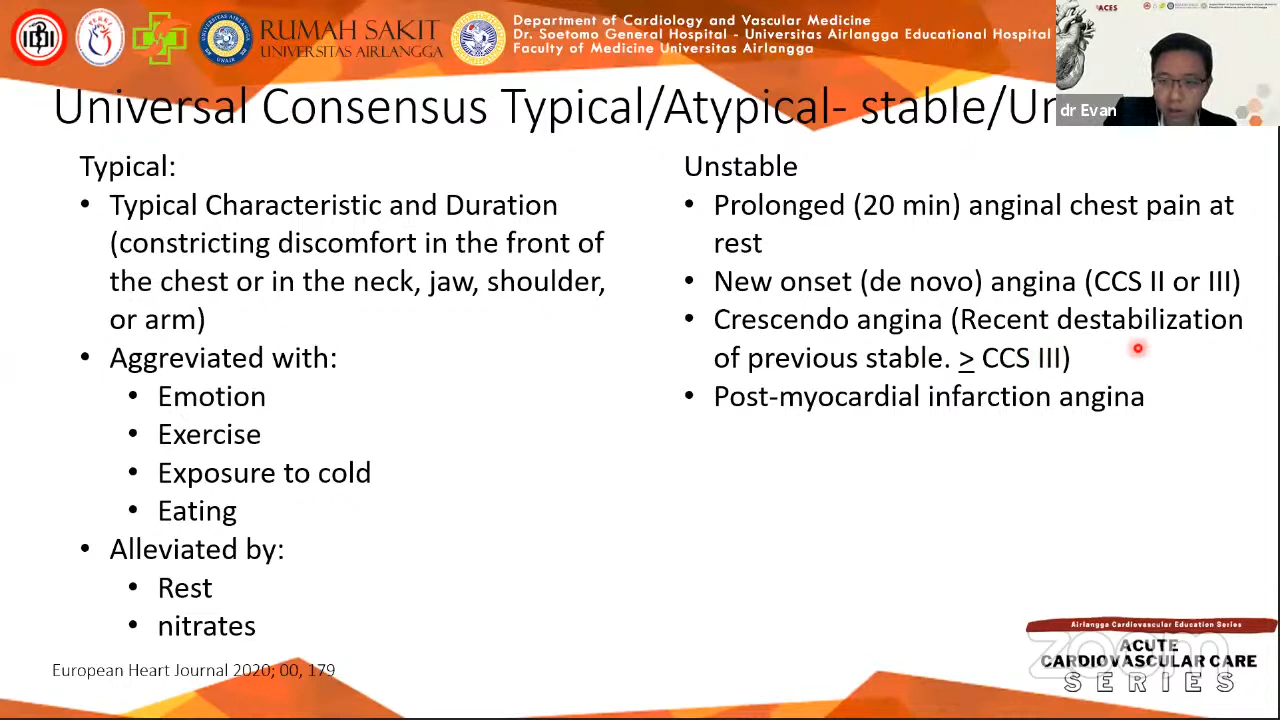 RUMAH SAKIT
UNIVERSITAS AIRLANGGA
Department of Cardiology and Vascular Medicine
Dr. Soetomo General Hospital - Universitas Airlangga Educational Hospital
Faculty of Medicine Universitas Airlangga
ACES
dr Evan
Universal Consensus Typical/Atypical- stable/Un
Typical:
• Typical Characteristic and Duration
(constricting discomfort in the front of
the chest or in the neck, jaw, shoulder,
or arm)
• Aggreviated with:
• Emotion
• Exercise
• Exposure to cold
• Eating
• Alleviated by:
• Rest
• nitrates
Unstable
• Prolonged (20 min) anginal chest pain at
rest
• New onset (de novo) angina (CCS II or III)
• Crescendo angina (Recent destabilization
of previous stable. > CCS III)
• Post-myocardial infarction angina
European Heart Journal 2020; 00, 179
Airlangga Cardiovascular Education Series
zoom
ACUTE
CARDIOVASCULAR CARE
SERIES